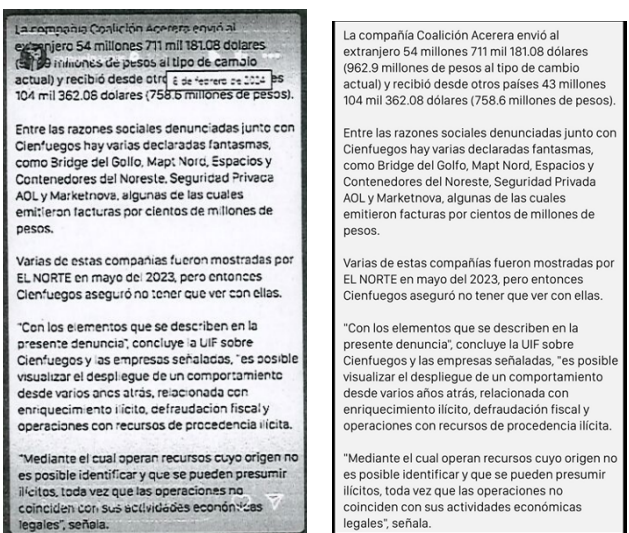 La compañía Coalición Acerera envió al
extranjero 54 millones 711 mil 181.08 dólares
millones de pesos al tipo de cambio
actual) y recibió desde
8 de febrero de 2024
104 mil 362.08 dólares (758.6 millones de pesos).
Entre las razones sociales denunciadas junto con
Cienfuegos hay varias declaradas fantasmas,
como Bridge del Golfo, Mapt Nord, Espacios y
Contenedores del Noreste, Seguridad Privada
AOL y Marketnova, algunas de las cuales
emitieron facturas por cientos de millones de
pesos.
Varias de estas compañías fueron mostradas por
EL NORTE en mayo del 2023, pero entonces
Cienfuegos aseguró no tener que ver con ellas.
"Con los elementos que se describen en la
presente denuncia", concluye la UIF sobre
Cienfuegos y las empresas señaladas, "es posible
visualizar el despliegue de un comportamiento
desde varios años atrás, relacionada con
enriquecimiento ilícito, defraudación fiscal y
operaciones con recursos de procedencia ilícita.
"Mediante el cual operan recursos cuyo origen no
es posible identificar y que se pueden presumir
ilícitos, toda vez que las operaciones no
coinciden con sus actividades económicas
legales", señala.
La compañía Coalición Acerera envió al
extranjero 54 millones 711 mil 181.08 dólares
(962.9 millones de pesos al tipo de cambio
actual) y recibió desde otros países 43 millones
104 mil 362.08 dólares (758.6 millones de pesos).
Entre las razones sociales denunciadas junto con
Cienfuegos hay varias declaradas fantasmas,
como Bridge del Golfo, Mapt Nord, Espacios y
Contenedores del Noreste, Seguridad Privada
AOL y Marketnova, algunas de las cuales
emitieron facturas por cientos de millones de
pesos.
Varias de estas compañías fueron mostradas por
EL NORTE en mayo del 2023, pero entonces
Cienfuegos aseguró no tener que ver con ellas.
"Con los elementos que se describen en la
presente denuncia", concluye la UIF sobre
Cienfuegos y las empresas señaladas, "es posible
visualizar el despliegue de un comportamiento
desde varios años atrás, relacionada con
enriquecimiento ilícito, defraudación fiscal y
operaciones con recursos de procedencia ilícita.
"Mediante el cual operan recursos cuyo origen no
es posible identificar y que se pueden presumir
ilícitos, toda vez que las operaciones no
coinciden con sus actividades económicas
legales", señala.